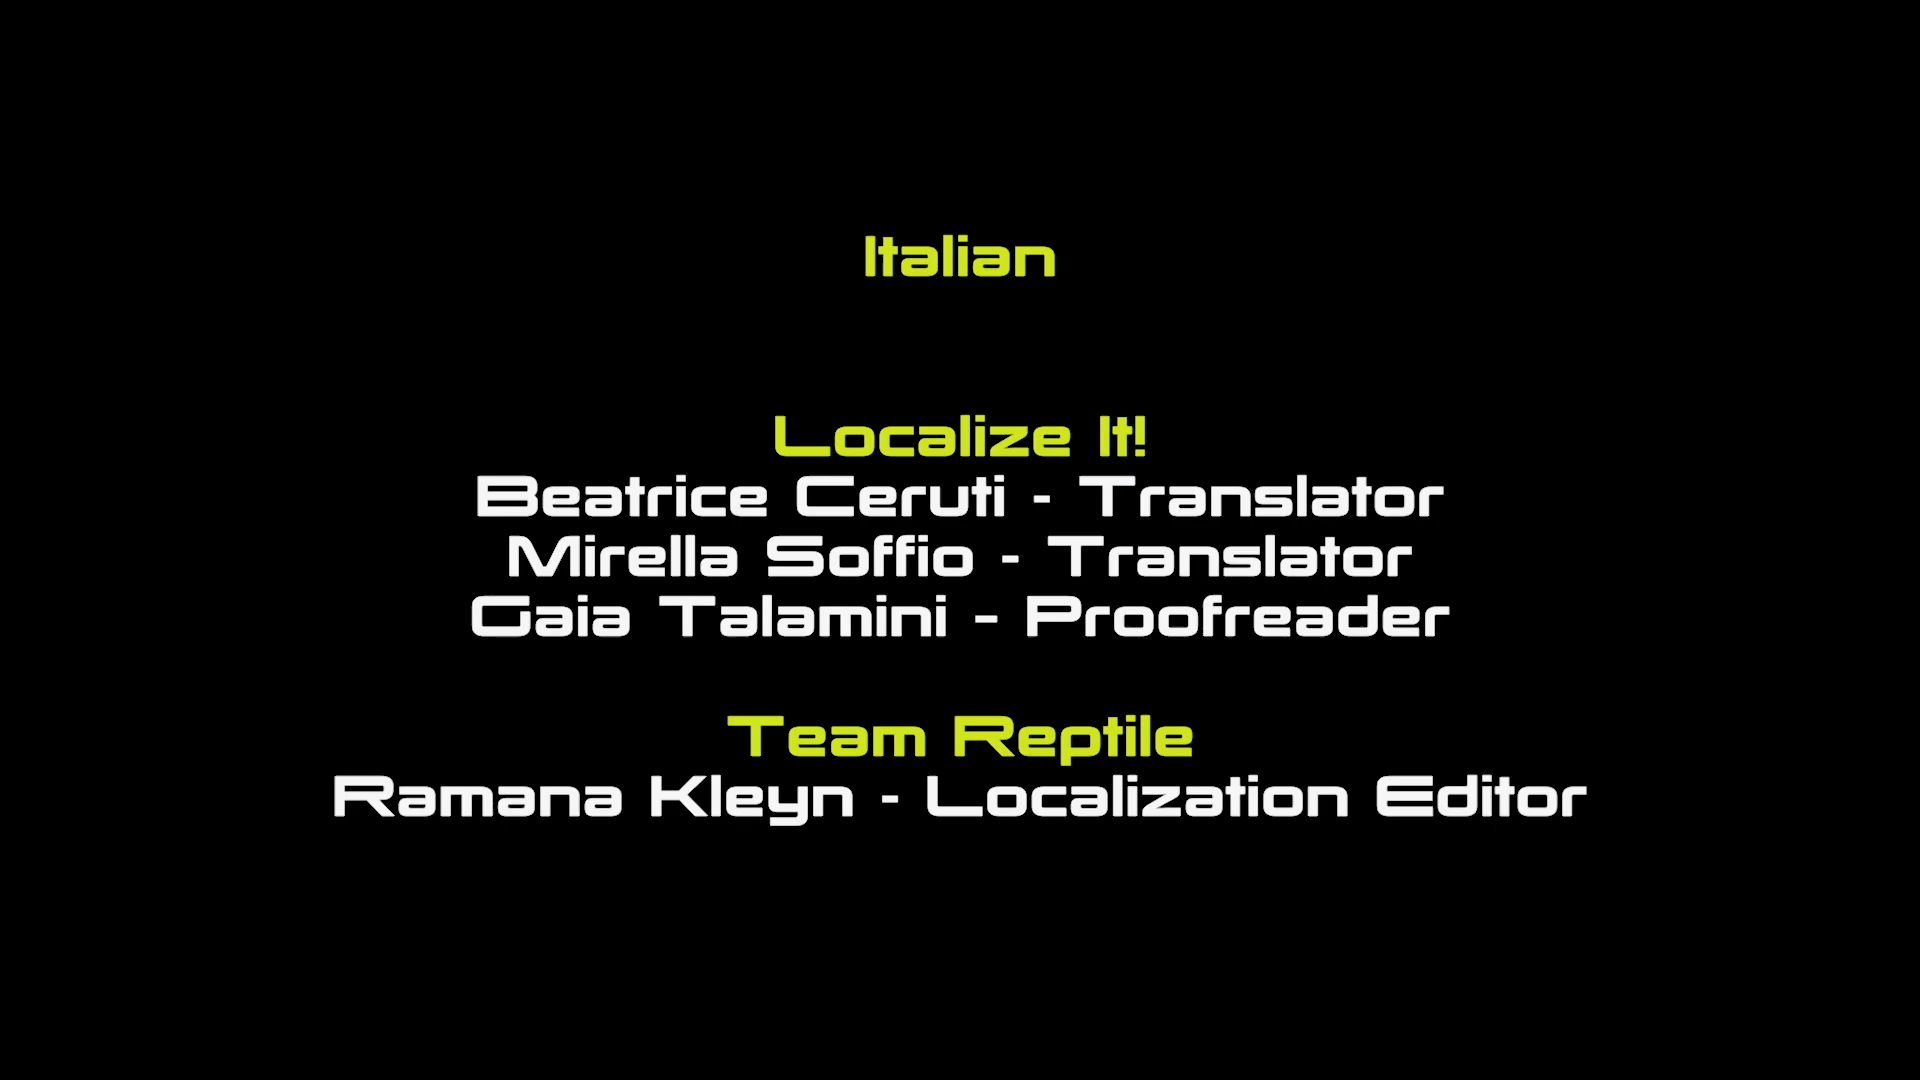 Italian
Localize It!
Beatrice Ceruti - Translator
Mirella Soffio - Translator
Gaia Talamini – Proofreader
Team Reptile
Ramana Kleyn - Localization Editor